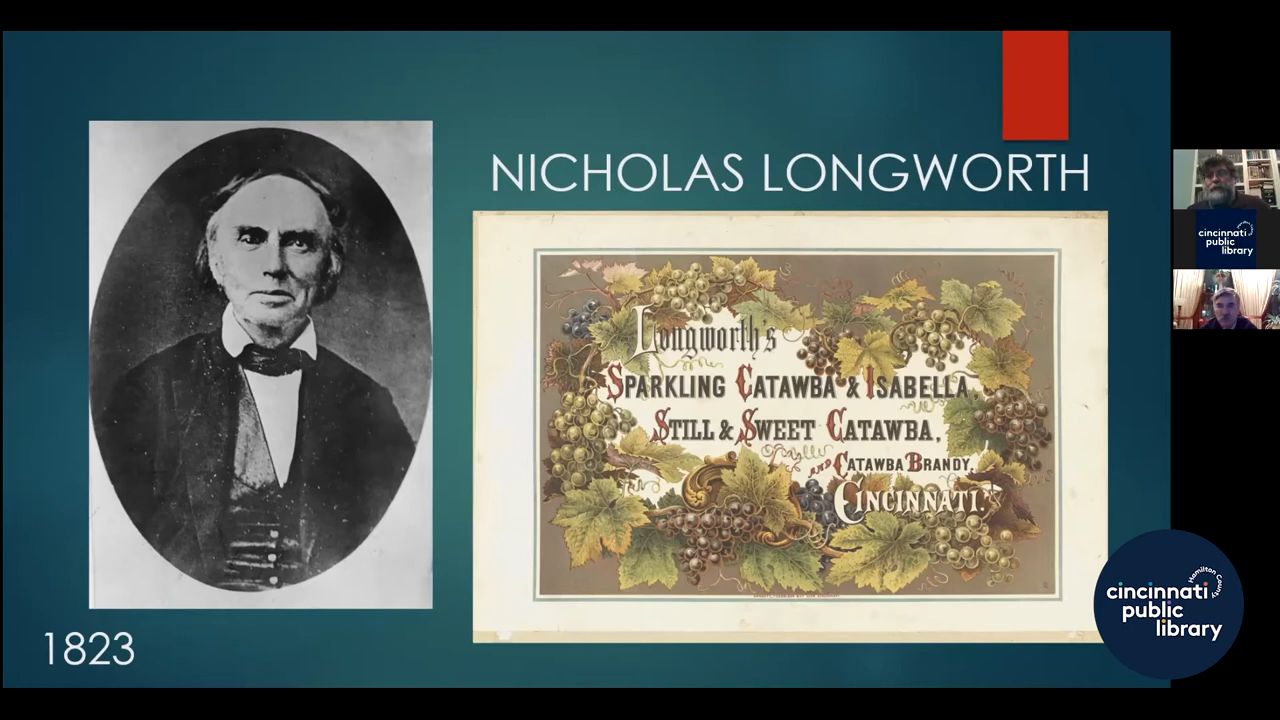 NICHOLAS LONGWORTH
Longworth's
SPARKLING CATAWBA & ISABELLA,
STILL & SWEET CATAWBA,
AND CATAWBA BRANDY,
CINCINNATI.
1823
cincinnati
public
library
Hamilton County
cincinnati
public
library